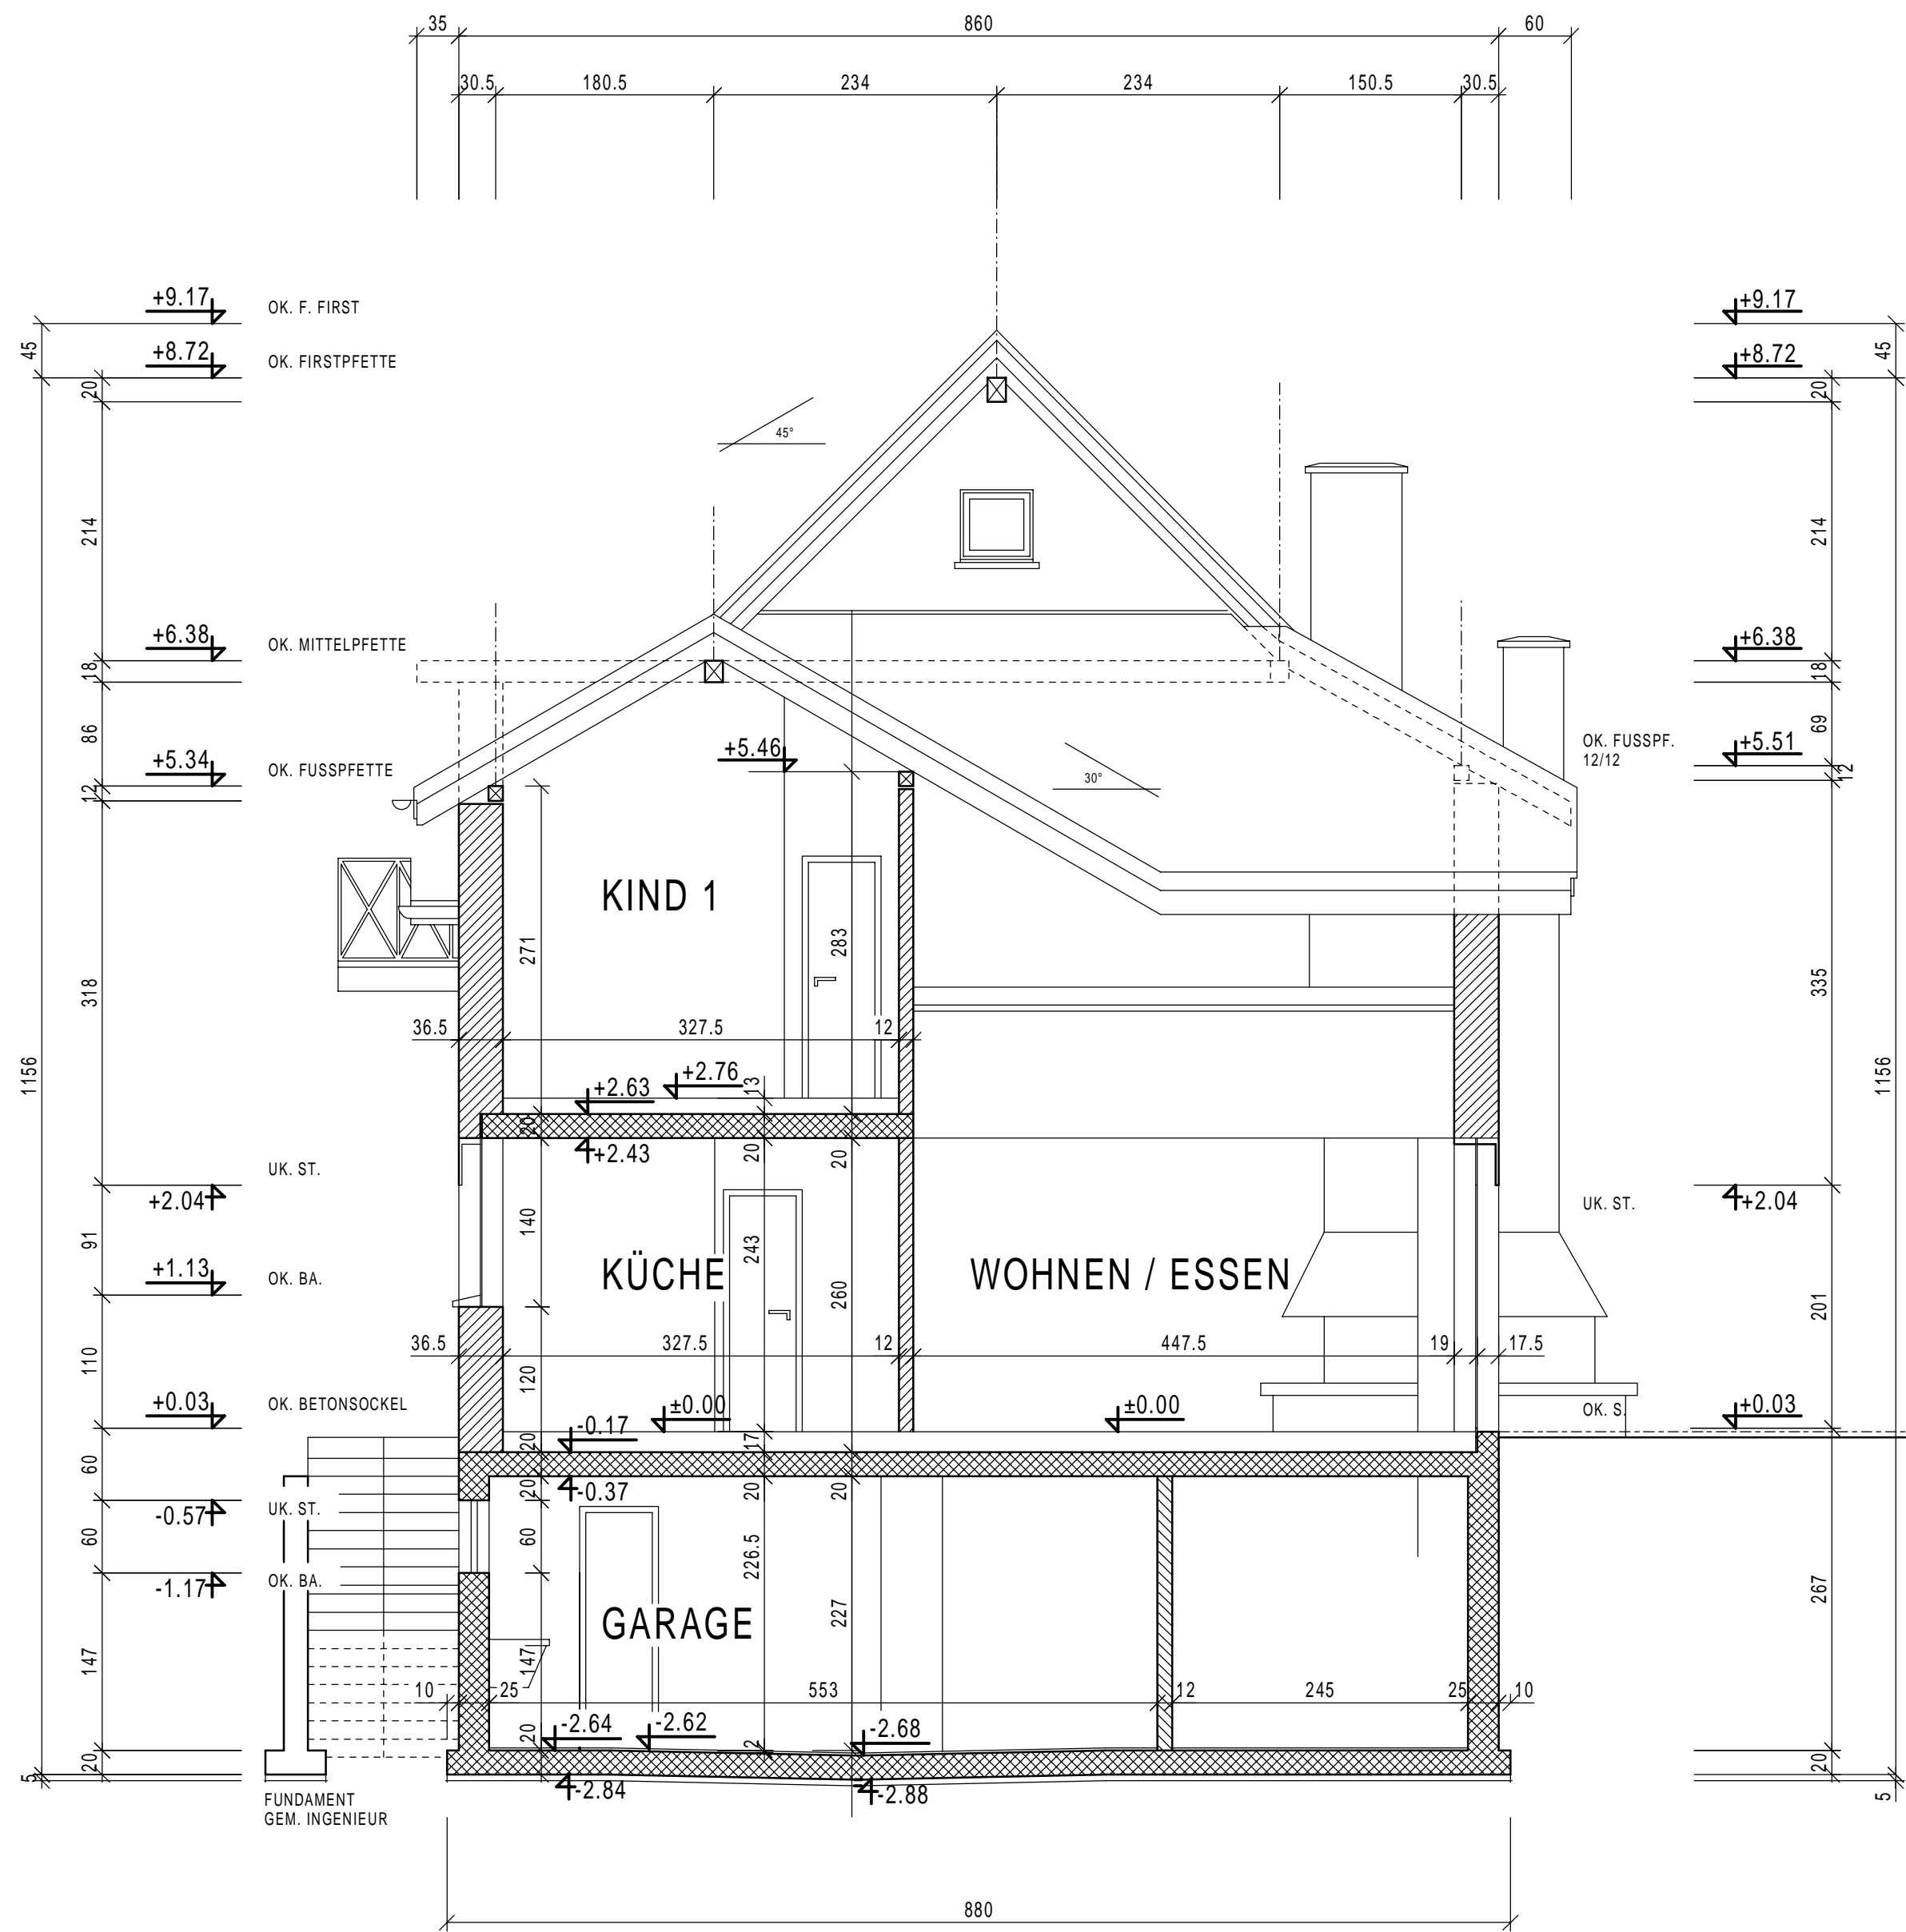 35 860 60
30.5 180.5 234 234 150.5 30.5
+9.17 OK. F. FIRST +9.17
45 45
+8.72 OK. FIRSTPFETTE +8.72
20 20
45°
214 214
+6.38 OK. MITTELPFETTE +6.38
18 18
86 69
+5.46
OK. FUSSPF.
12/12
+5.51
+5.34 OK. FUSSPFETTE
30°
12 12
KIND 1
271 283
318 335
36.5 327.5 12
1156 1156
+2.63 +2.76 13
20
+2.43 20 20
UK. ST.
+2.04
UK. ST.
+2.04
91 140 243
KÜCHE WOHNEN / ESSEN
+1.13 OK. BA.
260 201
36.5 327.5 12 447.5 19 17.5
110 120
+0.03 OK. BETONSOCKEL ±0.00 ±0.00 OK. S. +0.03
-0.17
20 17
60
20 -0.37 20 20
UK. ST.
-0.57
60 60 226.5
OK. BA.
-1.17
GARAGE
227 267
147 147
10 25 553 12 245 25 10
-2.64 -2.62 -2.68
20 20 2 20
5 -2.84 -2.88 5
FUNDAMENT
GEM. INGENIEUR
880